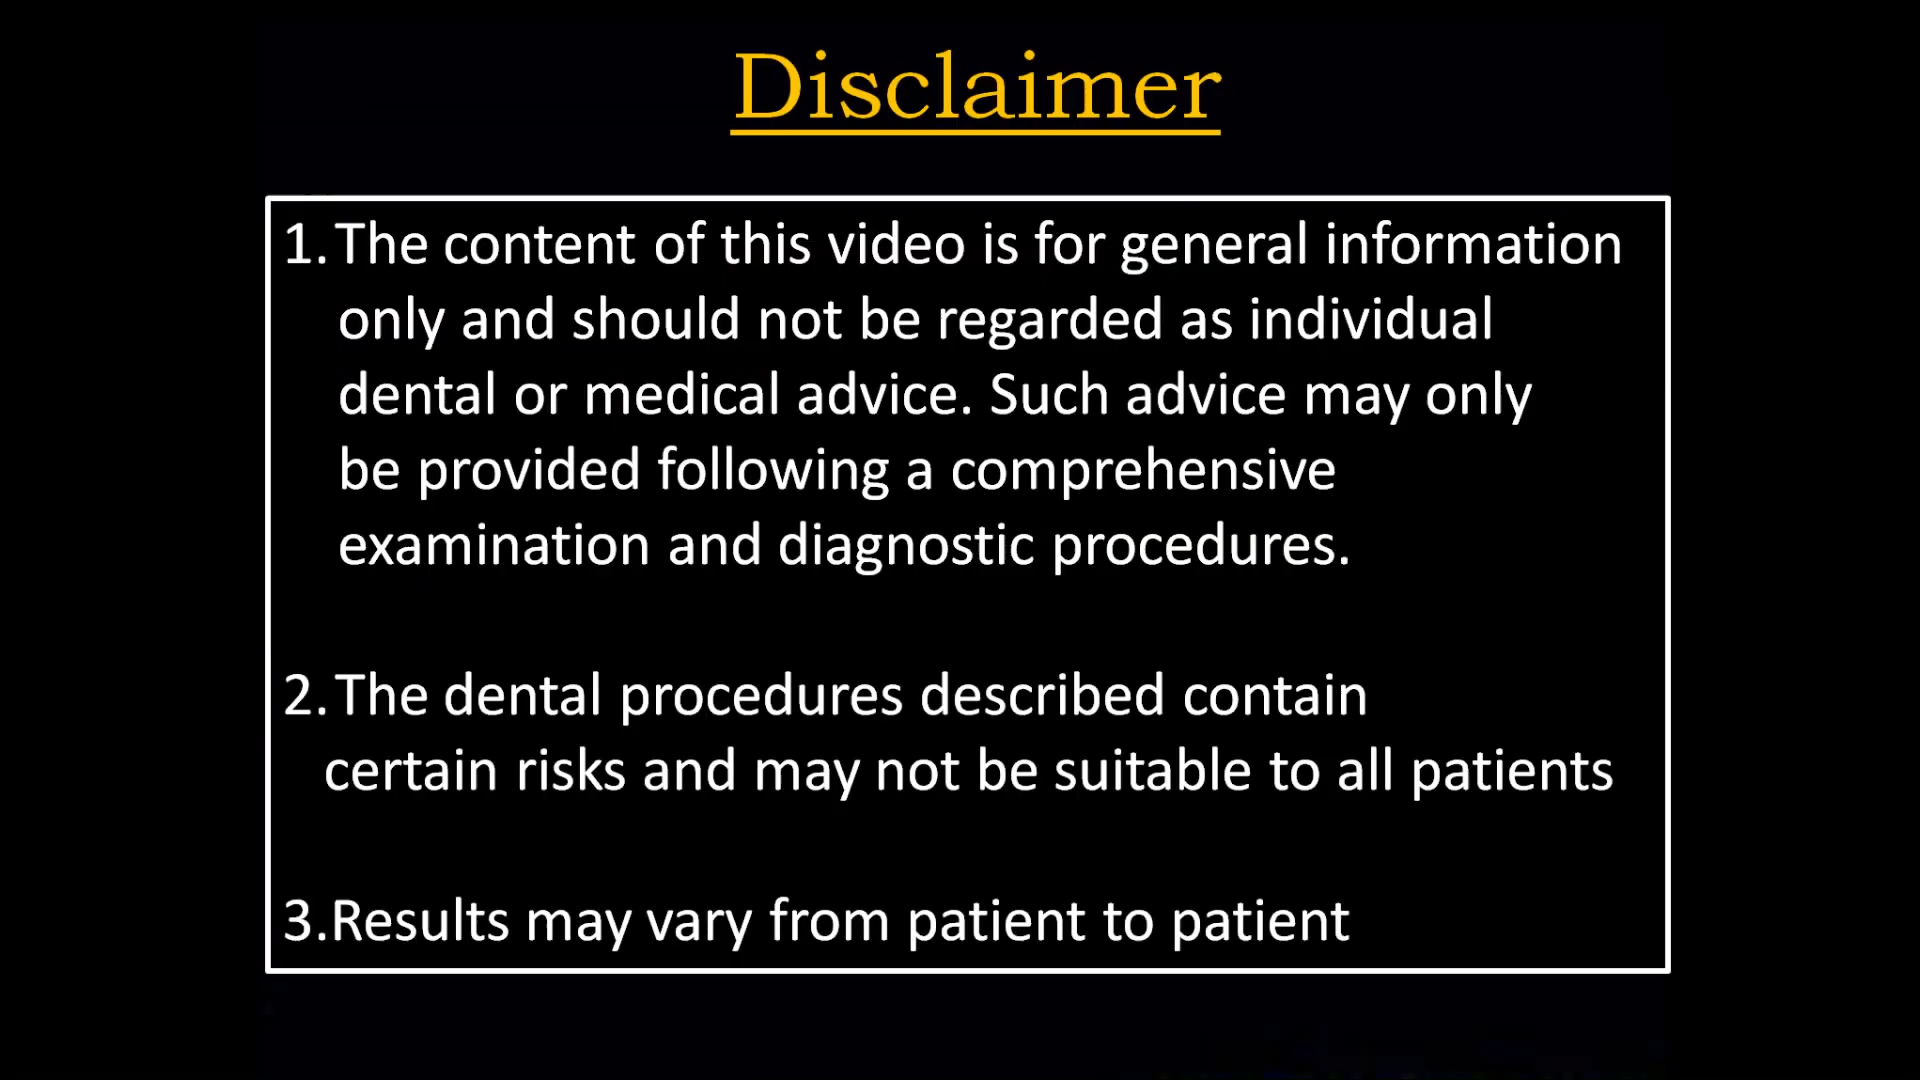 Disclaimer
1. The content of this video is for general information
only and should not be regarded as individual
dental or medical advice. Such advice may only
be provided following a comprehensive
examination and diagnostic procedures.
2. The dental procedures described contain
certain risks and may not be suitable to all patients
3.Results may vary from patient to patient